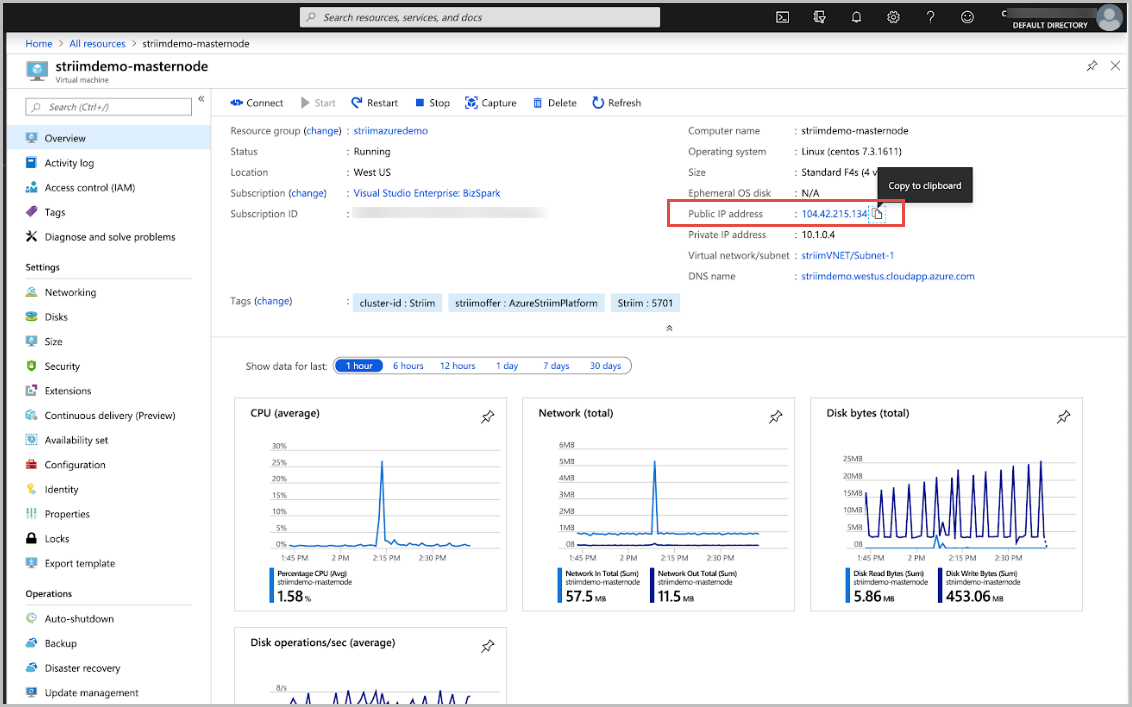 Search resources, services, and docs
DEFAULT DIRECTORY
Home > All resources > striimdemo-masternode
striimdemo-masternode
Virtual machine
Search (Ctrl+/)
«
Overview
Activity log
Access control (IAM)
Tags
Diagnose and solve problems
Settings
Networking
Disks
Size
Security
Extensions
Continuous delivery (Preview)
Availability set
Configuration
Identity
Properties
Locks
Export template
Operations
Auto-shutdown
Backup
Disaster recovery
Update management
Connect Start Restart Stop Capture Delete Refresh
Resource group (change) : striimazuredemo
Status : Running
Location : West US
Subscription (change) : Visual Studio Enterprise: BizSpark
Subscription ID :
Computer name : striimdemo-masternode
Operating system : Linux (centos 7.3.1611)
Size : Standard F4s (4 v
Ephemeral OS disk : N/A
Copy to clipboard
Public IP address : 104.42.215.134
Private IP address : 10.1.0.4
Virtual network/subnet : striimVNET/Subnet-1
DNS name : striimdemo.westus.cloudapp.azure.com
Tags (change) : cluster-id : Striim striimoffer : AzureStriimPlatform Striim : 5701
Show data for last: 1 hour 6 hours 12 hours 1 day 7 days 30 days
CPU (average)
30%
25%
20%
15%
10%
5%
0%
1:45 PM 2 PM 2:15 PM 2:30 PM
Percentage CPU (Avg)
striimdemo-masternode
1.58 %
Network (total)
6MB
5MB
4MB
3MB
2MB
1MB
0B
1:45 PM 2 PM 2:15 PM 2:30 PM
Network In Total (Sum)
striimdemo-masternode
57.5 MB
Network Out Total (Sum)
striimdemo-masternode
11.5 MB
Disk bytes (total)
25MB
20MB
15MB
10MB
5MB
0B
1:45 PM 2 PM 2:15 PM 2:30 PM
Disk Read Bytes (Sum)
striimdemo-masternode
5.86 MB
Disk Write Bytes (Sum)
striimdemo-masternode
453.06 MB
Disk operations/sec (average)
8/s